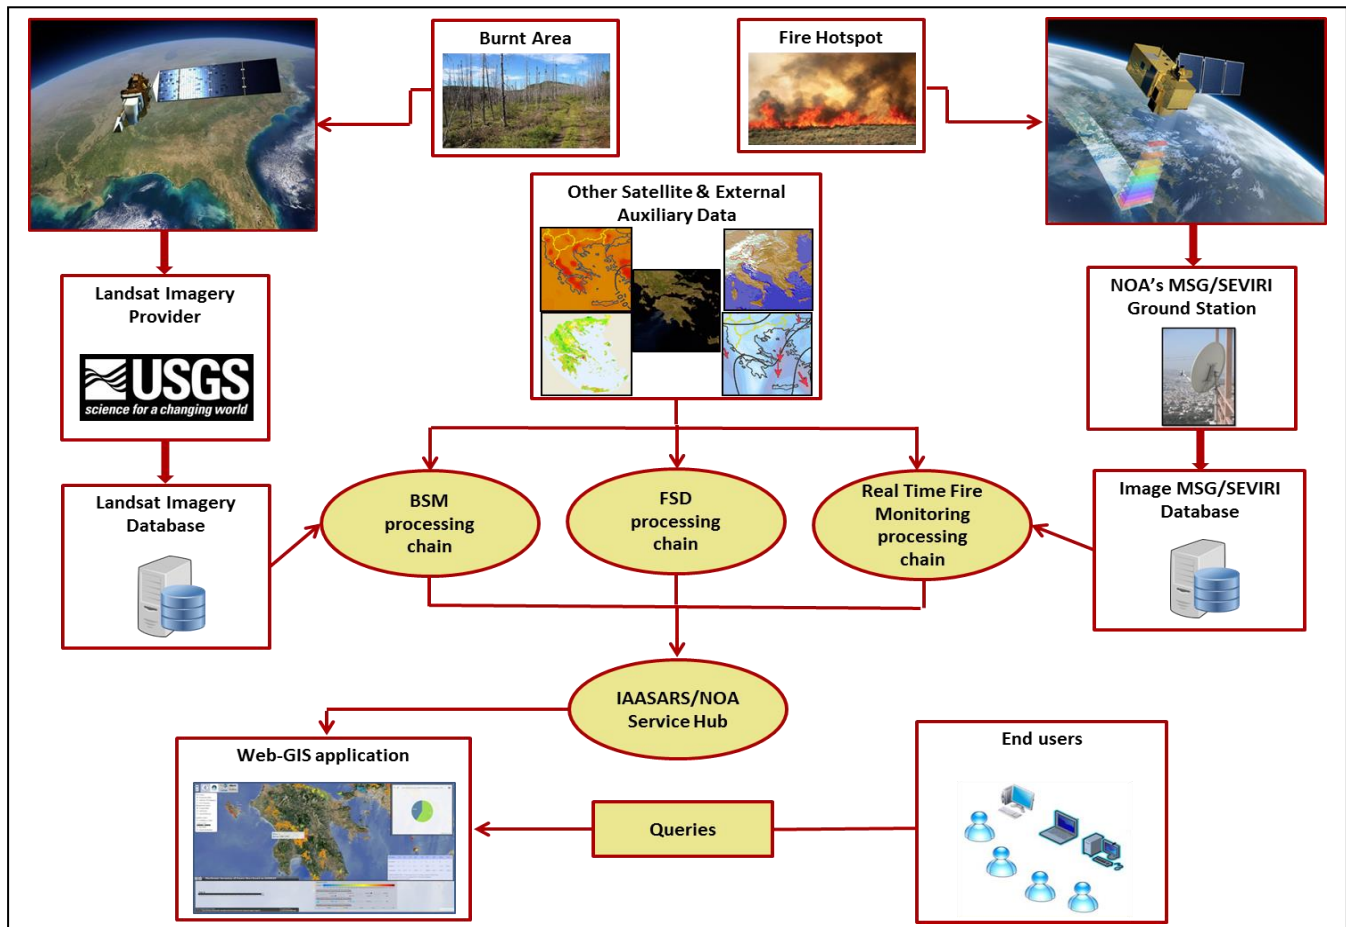 Burnt Area
Fire Hotspot
Other Satellite & External
Auxiliary Data
1010
Landsat Imagery
Provider
USGS
science for a changing world
NOA's MSG/SEVIRI
Ground Station
Landsat Imagery
Database
BSM
processing
chain
FSD
processing
chain
Real Time Fire
Monitoring
processing
chain
Image MSG/SEVIRI
Database
IAASARS/NOA
Service Hub
Web-GIS application
Queries
End users